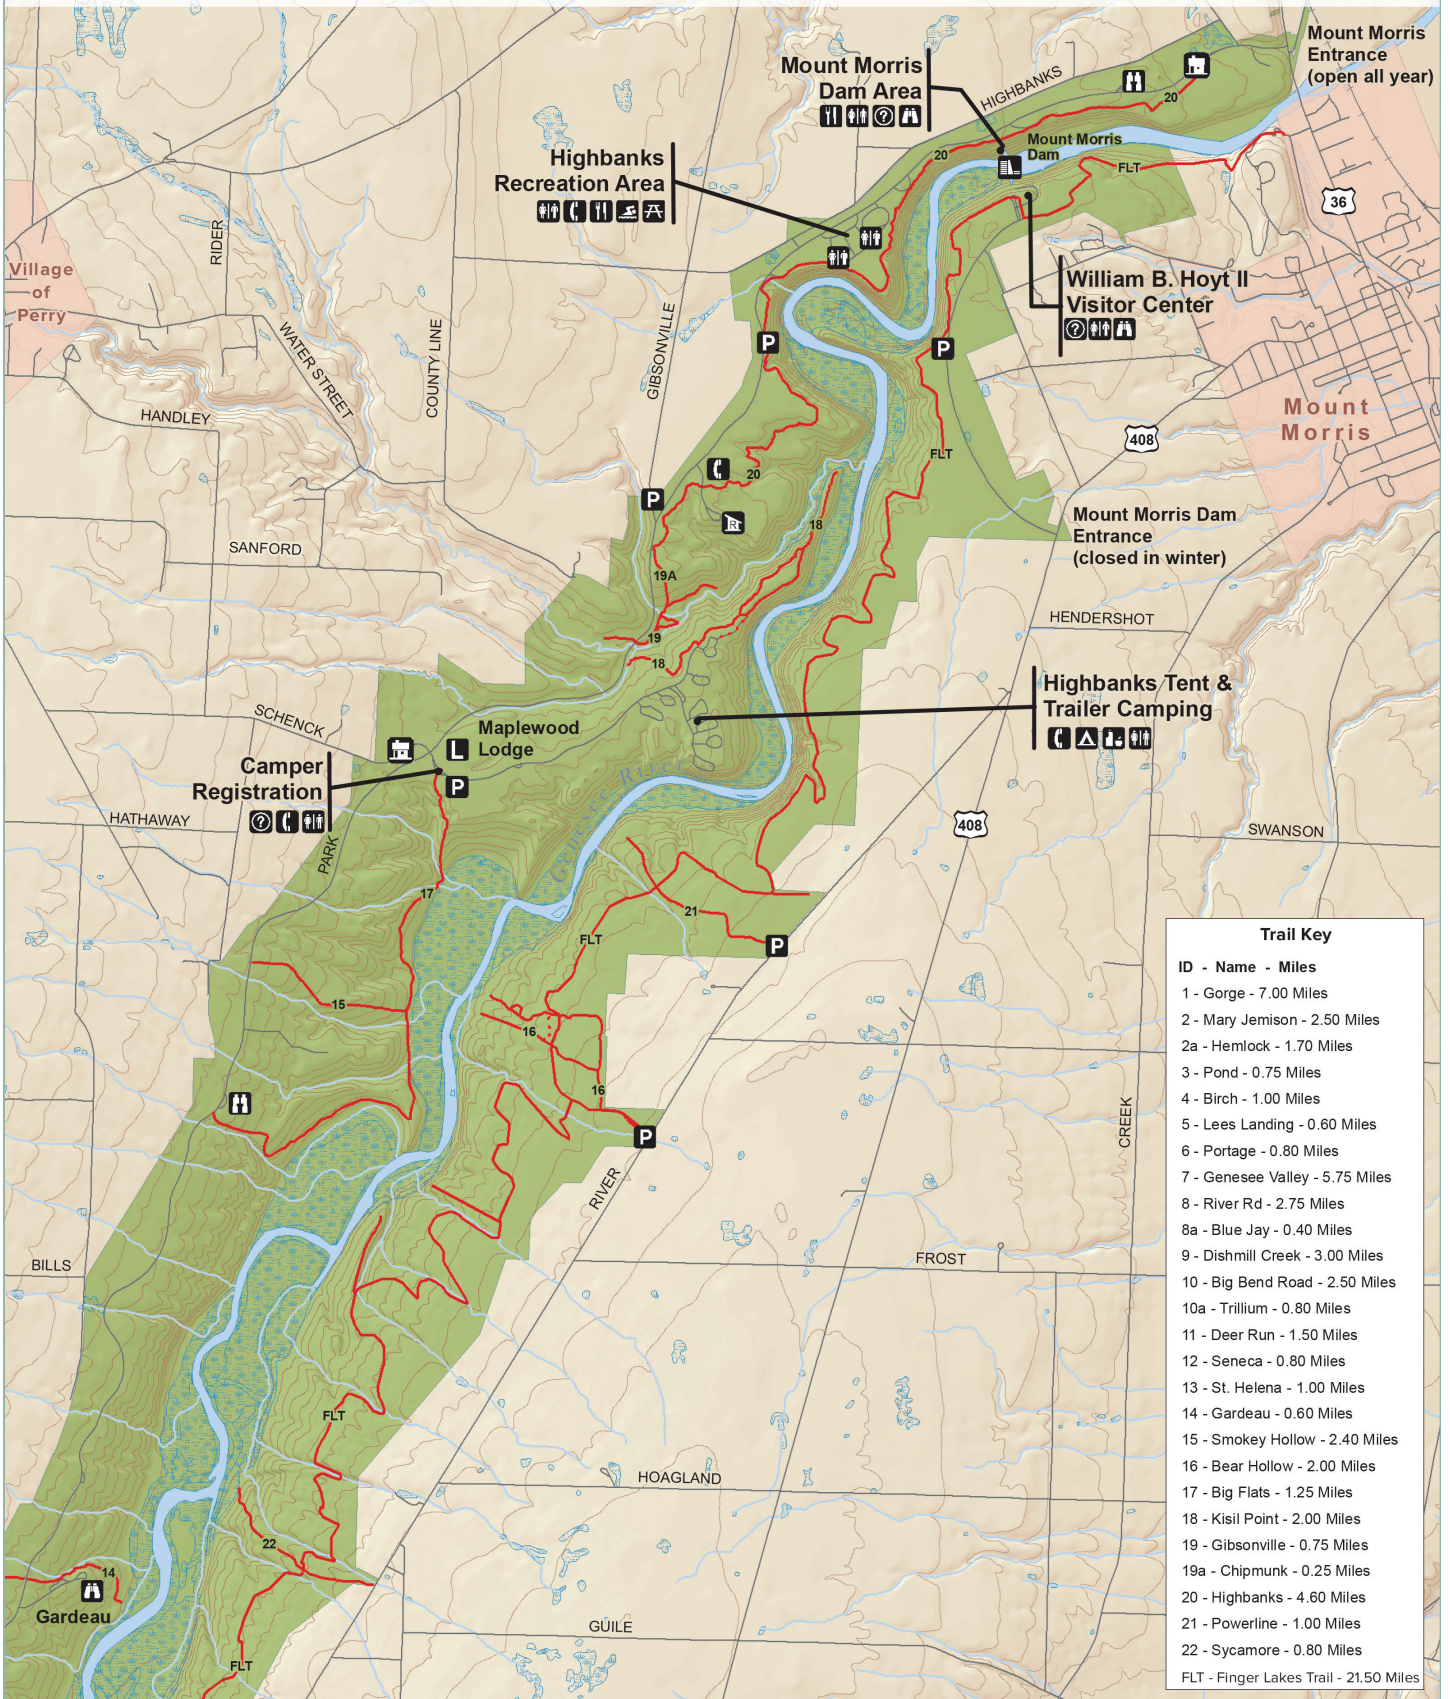 Mount Morris
Entrance
(open all year)
Mount Morris
Dam Area
HIGHBANKS
20
Mount Morris
Dam
20
FLT
36
Highbanks
Recreation Area
RIDER
Village
of
Perry
William B. Hoyt II
Visitor Center
WATER STREET
COUNTY LINE
GIBSONVILLE
P
P
HANDLEY
Mount
Morris
408
FLT
20
P
R
18
Mount Morris Dam
Entrance
(closed in winter)
SANFORD
19A
HENDERSHOT
19
18
Highbanks Tent &
Trailer Camping
SCHENCK
Maplewood
Lodge
L
Camper
Registration
P
Genesee River
HATHAWAY
PARK
408
SWANSON
17
21
FLT
P
15
16
16
P
CREEK
RIVER
BILLS
FROST
FLT
HOAGLAND
22
14
Gardeau
GUILE
FLT
Trail Key
ID - Name - Miles
1 - Gorge - 7.00 Miles
2 - Mary Jemison - 2.50 Miles
2a - Hemlock - 1.70 Miles
3 - Pond - 0.75 Miles
4 - Birch - 1.00 Miles
5 - Lees Landing - 0.60 Miles
6 - Portage - 0.80 Miles
7 - Genesee Valley - 5.75 Miles
8 - River Rd - 2.75 Miles
8a - Blue Jay - 0.40 Miles
9 - Dishmill Creek - 3.00 Miles
10 - Big Bend Road - 2.50 Miles
10a - Trillium - 0.80 Miles
11 - Deer Run - 1.50 Miles
12 - Seneca - 0.80 Miles
13 - St. Helena - 1.00 Miles
14 - Gardeau - 0.60 Miles
15 - Smokey Hollow - 2.40 Miles
16 - Bear Hollow - 2.00 Miles
17 - Big Flats - 1.25 Miles
18 - Kisil Point - 2.00 Miles
19 - Gibsonville - 0.75 Miles
19a - Chipmunk - 0.25 Miles
20 - Highbanks - 4.60 Miles
21 - Powerline - 1.00 Miles
22 - Sycamore - 0.80 Miles
FLT - Finger Lakes Trail - 21.50 Miles